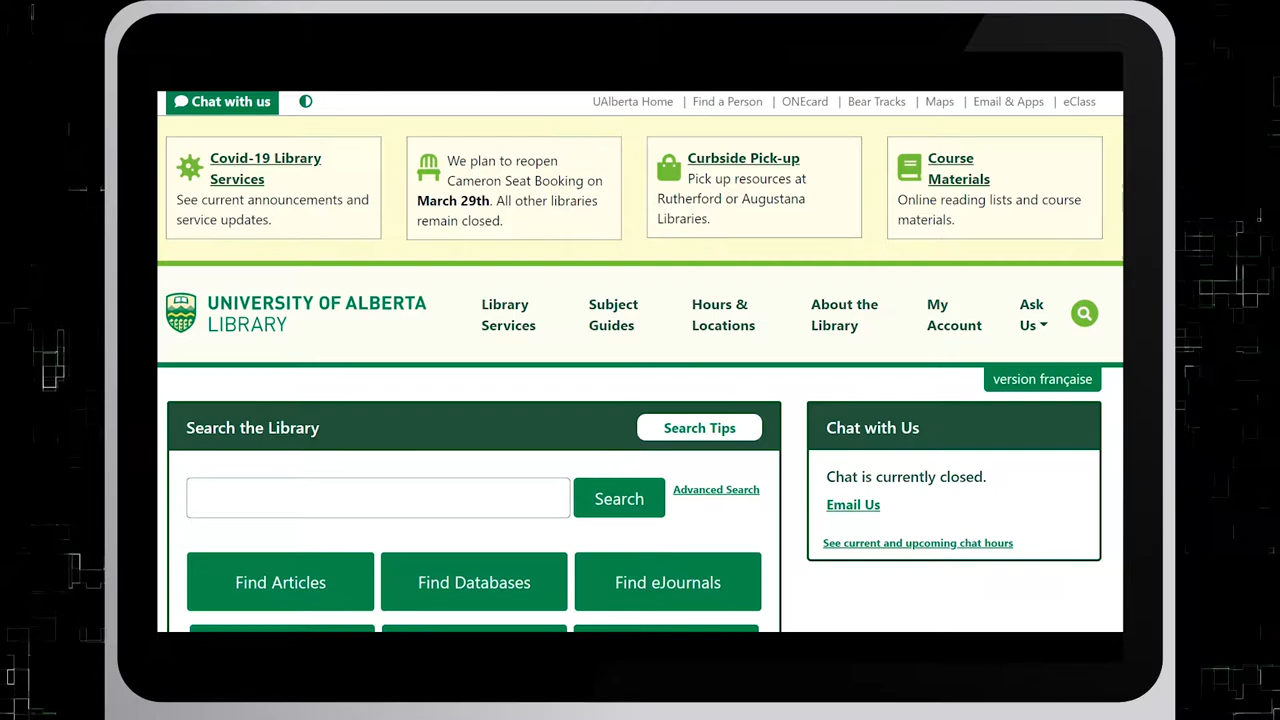 Chat with us
UAlberta Home | Find a Person | ONEcard | Bear Tracks | Maps | Email & Apps | eClass
Covid-19 Library
Services
See current announcements and
service updates.
We plan to reopen
Cameron Seat Booking on
March 29th. All other libraries
remain closed.
Curbside Pick-up
Pick up resources at
Rutherford or Augustana
Libraries.
Course
Materials
Online reading lists and course
materials.
UNIVERSITY OF ALBERTA
LIBRARY
Library
Services
Subject
Guides
Hours &
Locations
About the
Library
My
Account
Ask
Us
version française
Search the Library
Search Tips
Search
Advanced Search
Find Articles
Find Databases
Find eJournals
Chat with Us
Chat is currently closed.
Email Us
See current and upcoming chat hours